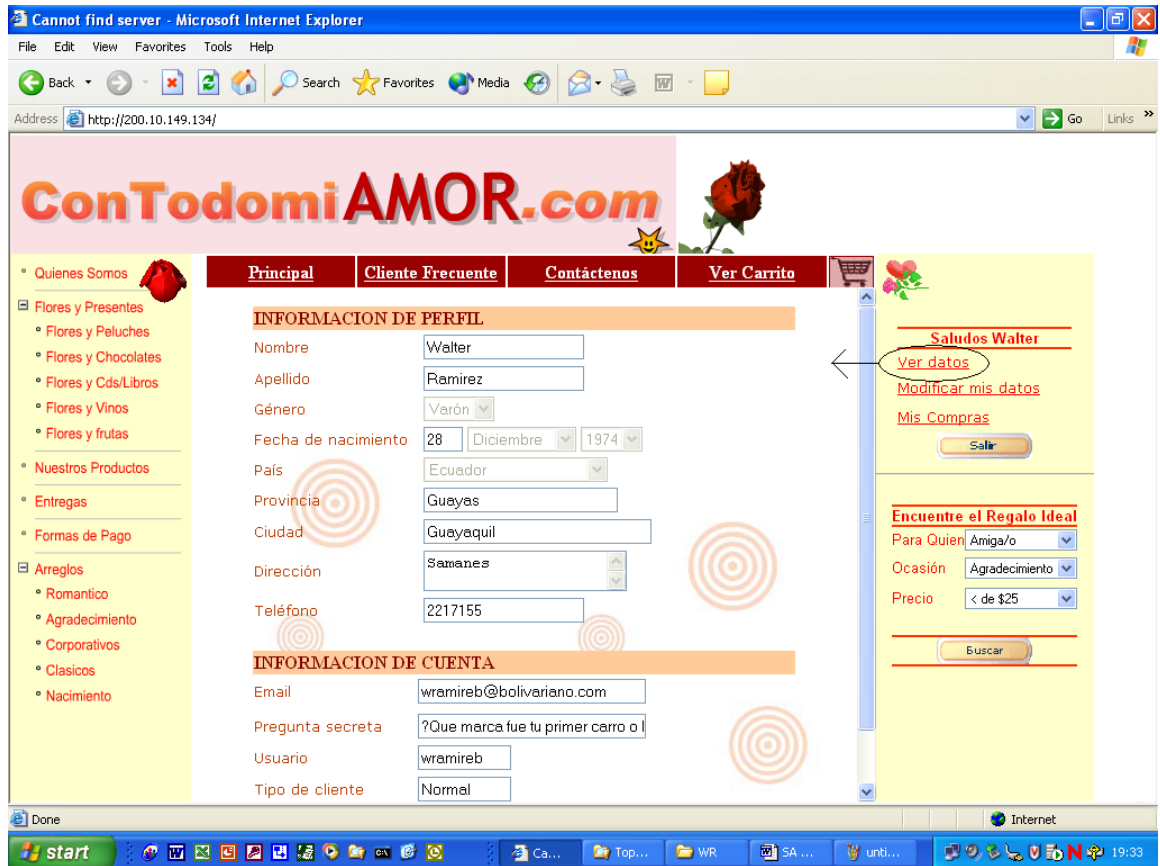 Cannot find server - Microsoft Internet Explorer
File Edit View Favorites Tools Help
Back Search Favorites Media
Address http://200.10.149.134/ Go Links »
ConTodomiAMOR.com
Quienes Somos
Flores y Presentes
Flores y Peluches
Flores y Chocolates
Flores y Cds/Libros
Flores y Vinos
Flores y frutas
Nuestros Productos
Entregas
Formas de Pago
Arreglos
Romantico
Agradecimiento
Corporativos
Clasicos
Nacimiento
Principal Cliente Frecuente Contáctenos Ver Carrito
INFORMACION DE PERFIL
Nombre Walter
Apellido Ramirez
Género Varón
Fecha de nacimiento 28 Diciembre 1974
País Ecuador
Provincia Guayas
Ciudad Guayaquil
Dirección Samanes
Teléfono 2217155
INFORMACION DE CUENTA
Email wramireb@bolivariano.com
Pregunta secreta ?Que marca fue tu primer carro o l
Usuario wramireb
Tipo de cliente Normal
Saludos Walter
Ver datos
Modificar mis datos
Mis Compras
Salir
Encuentre el Regalo Ideal
Para Quien Amiga/o
Ocasión Agradecimiento
Precio < de $25
Buscar
Done Internet
start Ca... Top... WR SA ... unti... 19:33